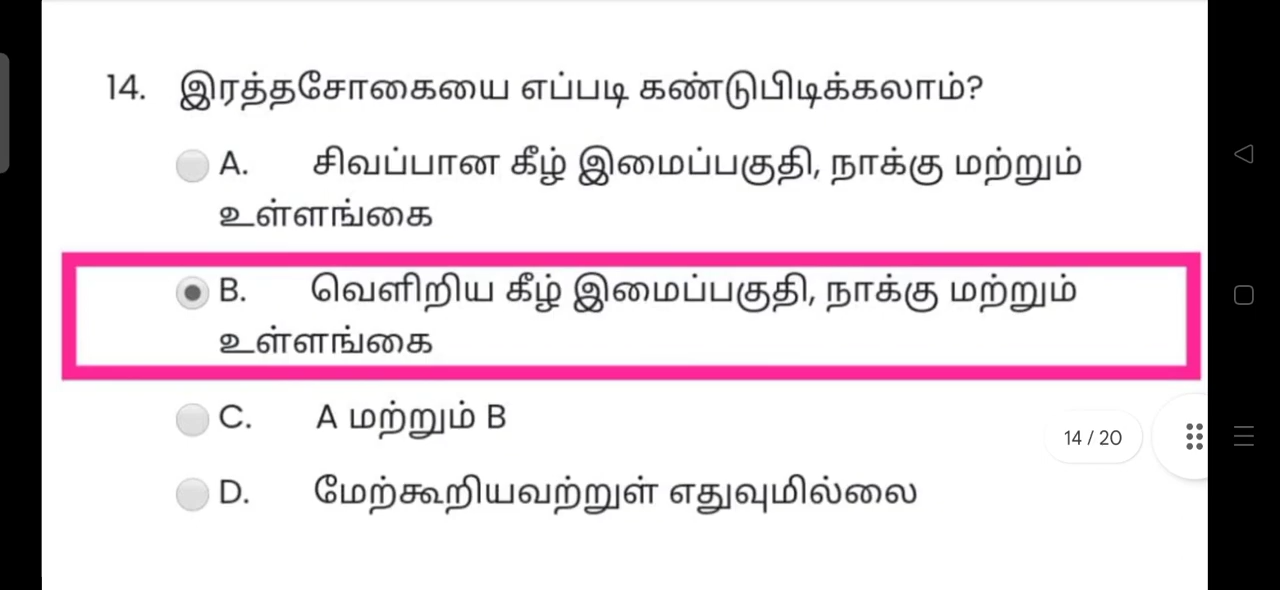 14. இரத்தசோகையை எப்படி கண்டுபிடிக்கலாம்?
A. சிவப்பான கீழ் இமைப்பகுதி, நாக்கு மற்றும்
உள்ளங்கை
B. வெளிறிய கீழ் இமைப்பகுதி, நாக்கு மற்றும்
உள்ளங்கை
C. A மற்றும் B
14 / 20
D. மேற்கூறியவற்றுள் எதுவுமில்லை